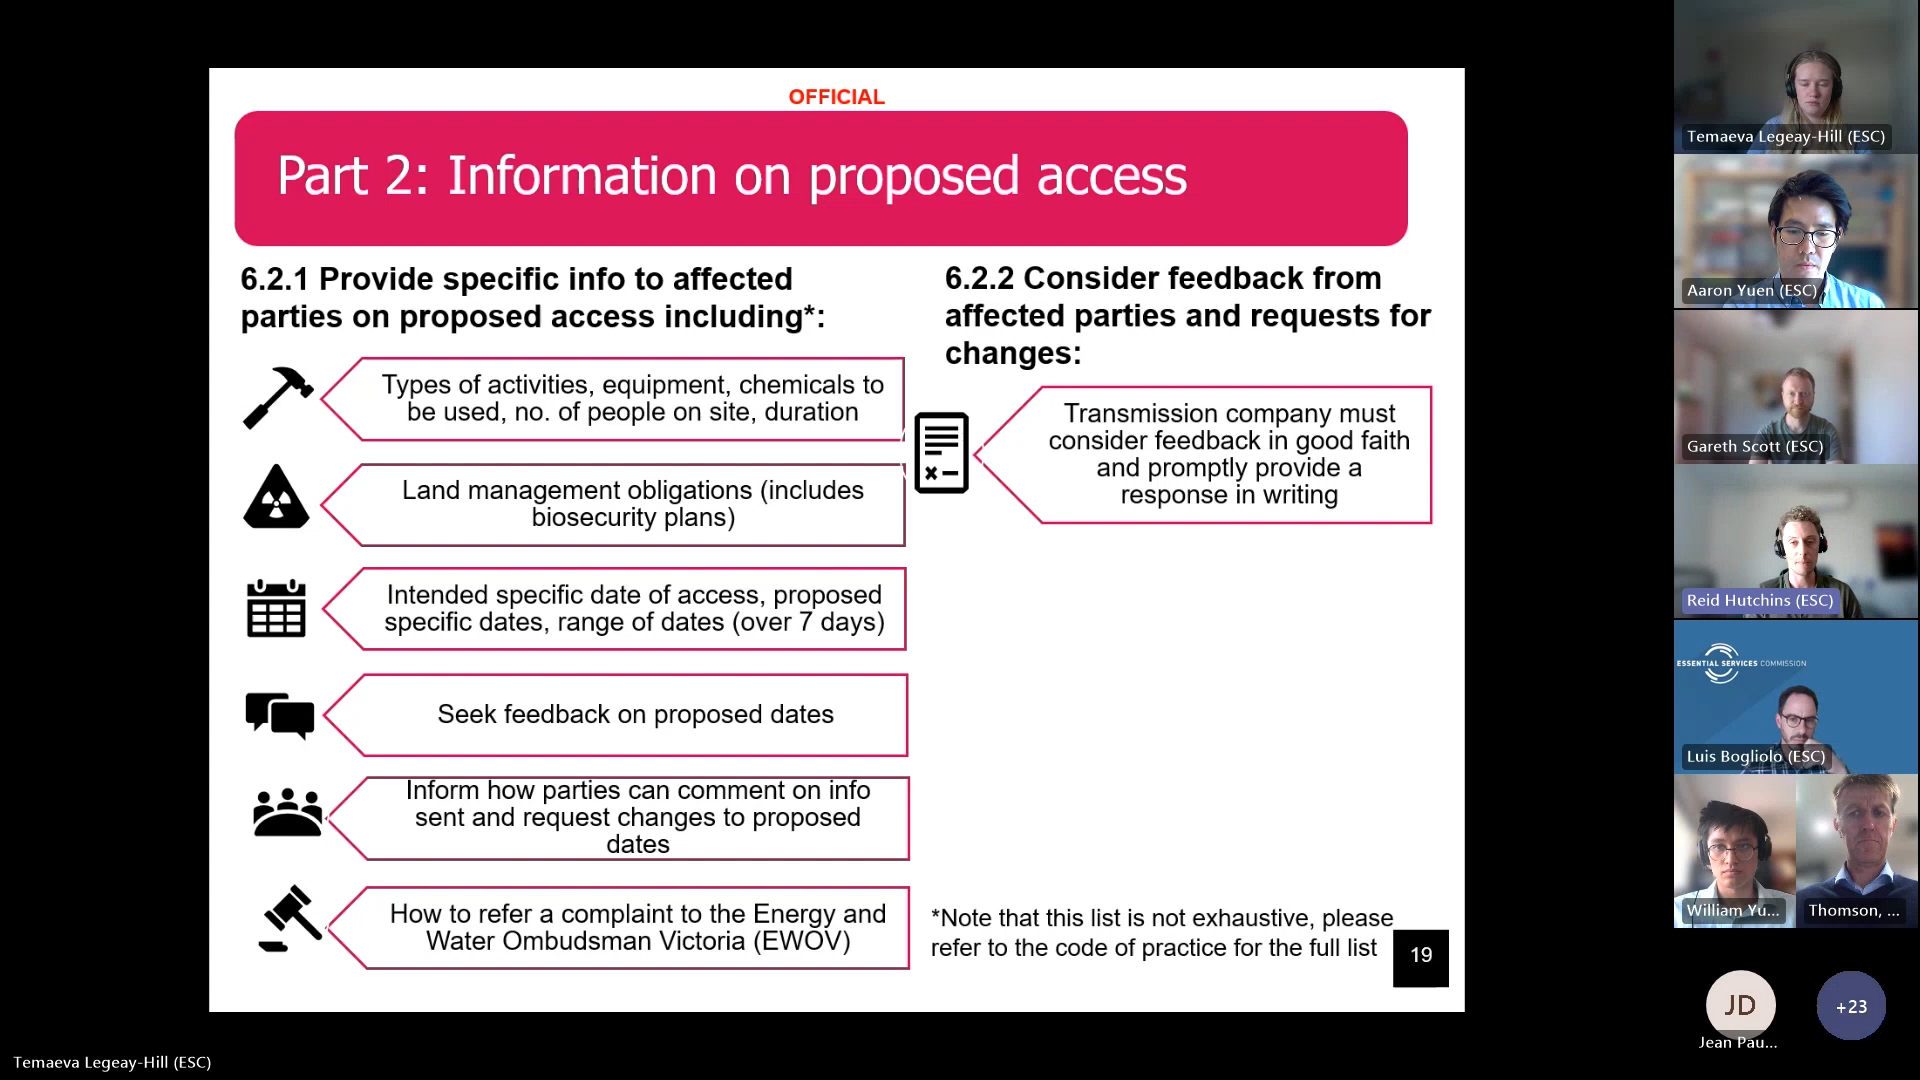 OFFICIAL
Part 2: Information on proposed access
6.2.1 Provide specific info to affected
parties on proposed access including*:
Types of activities, equipment, chemicals to
be used, no. of people on site, duration
Land management obligations (includes
biosecurity plans)
Intended specific date of access, proposed
specific dates, range of dates (over 7 days)
Seek feedback on proposed dates
Inform how parties can comment on info
sent and request changes to proposed
dates
How to refer a complaint to the Energy and
Water Ombudsman Victoria (EWOV)
6.2.2 Consider feedback from
affected parties and requests for
changes:
Transmission company must
consider feedback in good faith
and promptly provide a
response in writing
*Note that this list is not exhaustive, please
refer to the code of practice for the full list
19
Temaeva Legeay-Hill (ESC)
Aaron Yuen (ESC)
Gareth Scott (ESC)
Reid Hutchins (ESC)
ESSENTIAL SERVICES COMMISSION
Luis Bogliolo (ESC)
William Yu...
Thomson, ...
JD
+23
Jean Pau...
Temaeva Legeay-Hill (ESC)